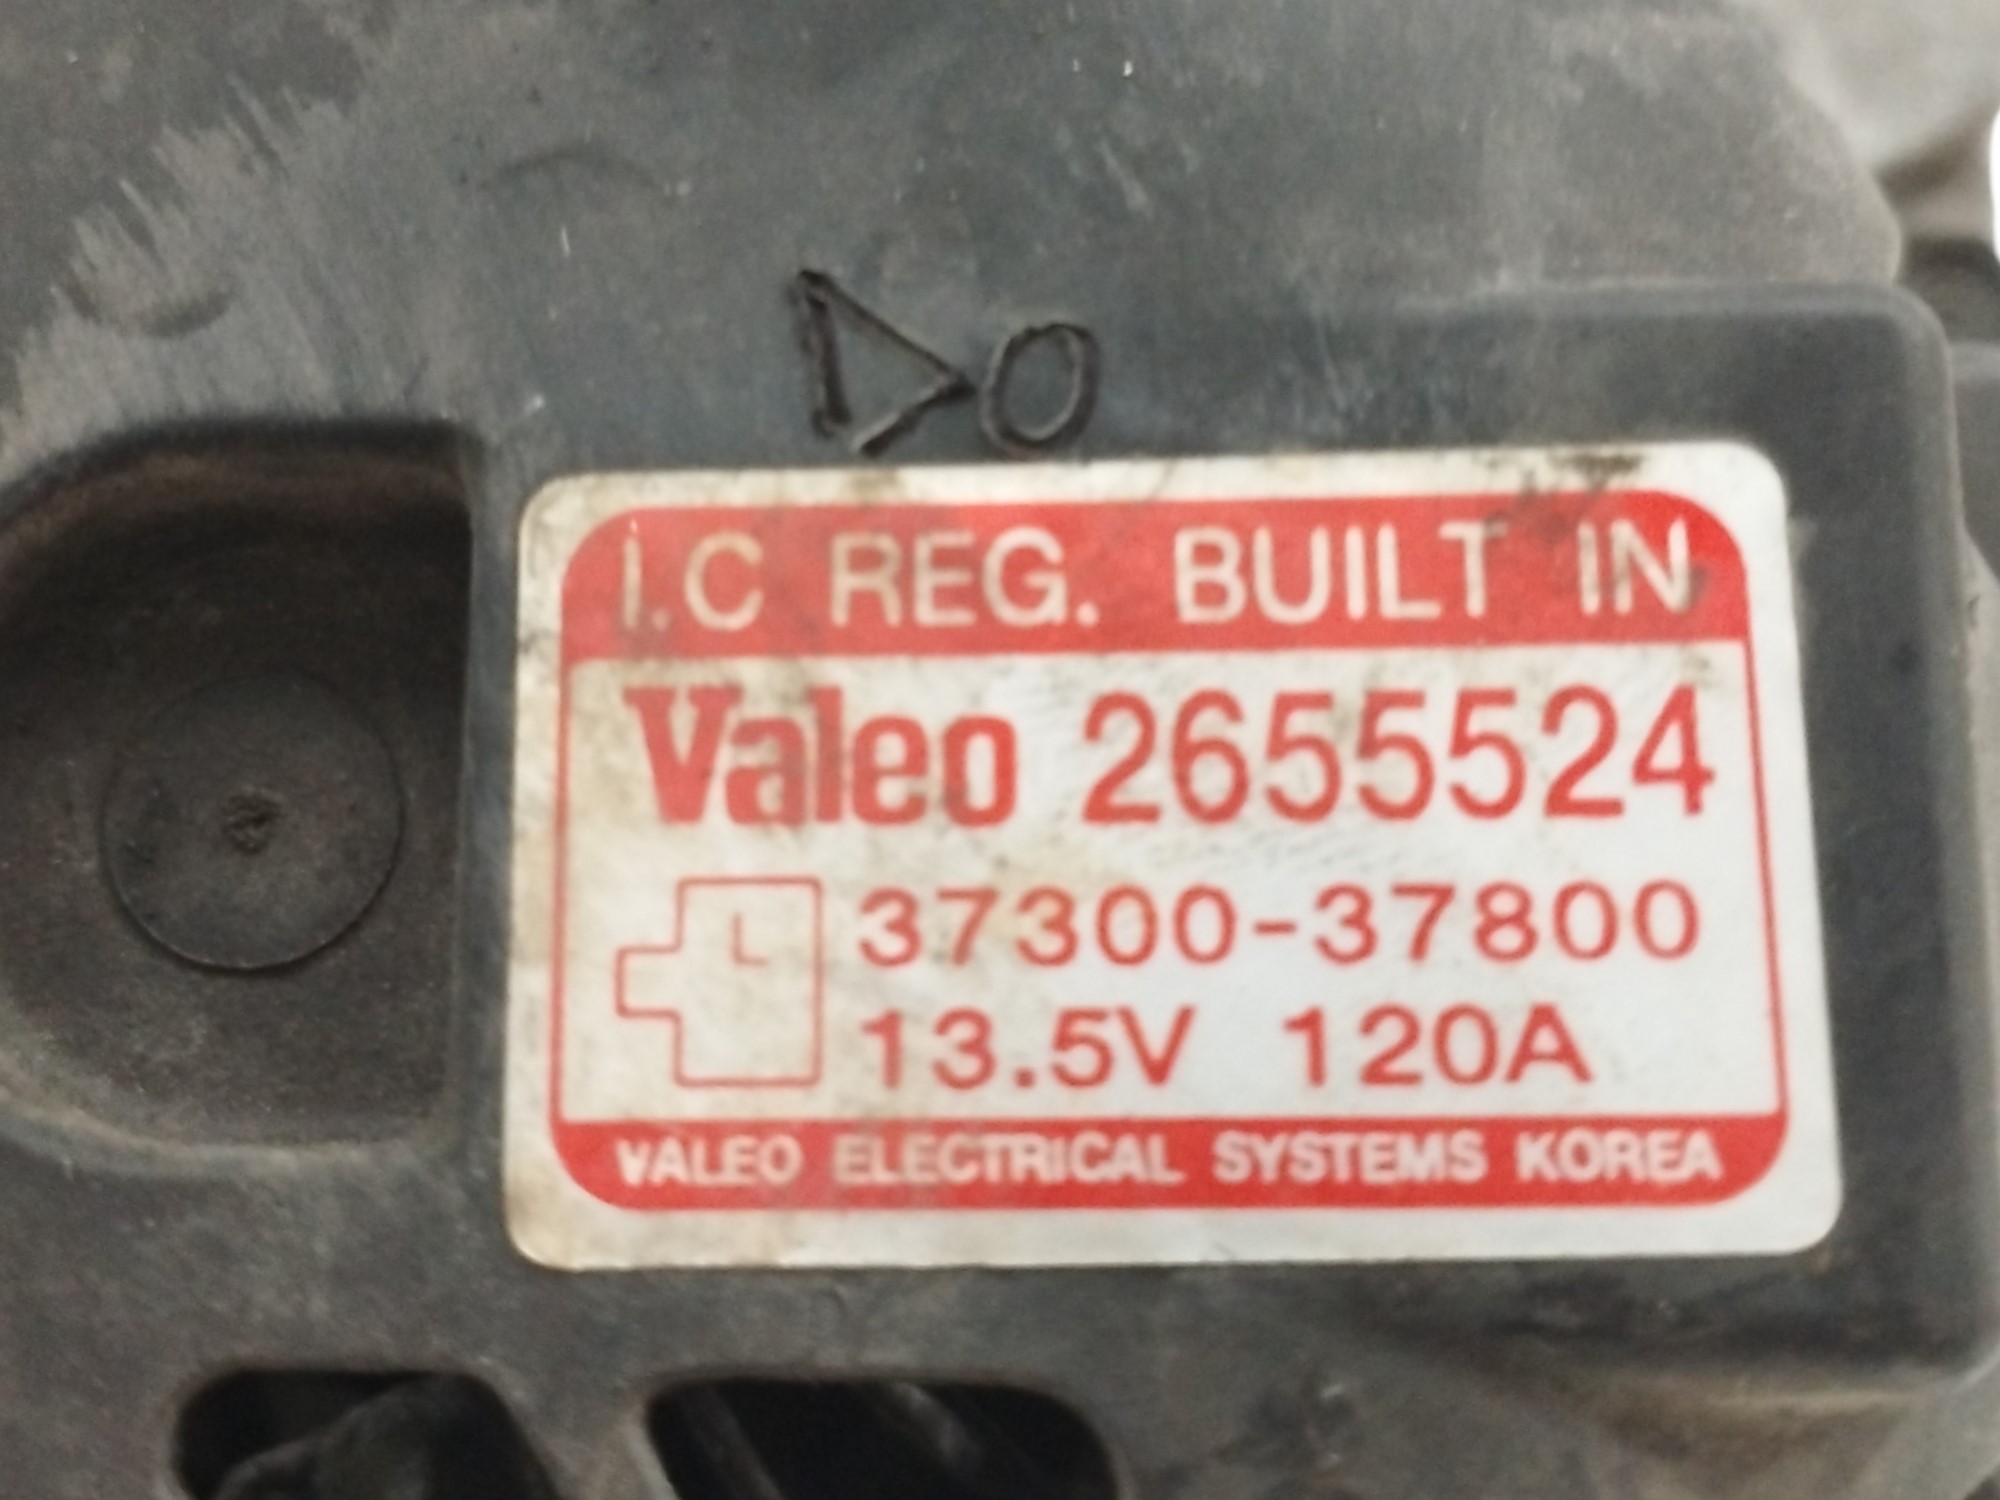 I.C REG. BUILT IN
Valeo 2655524
L 37300-37800
13.5V 120A
VALEO ELECTRICAL SYSTEMS KOREA